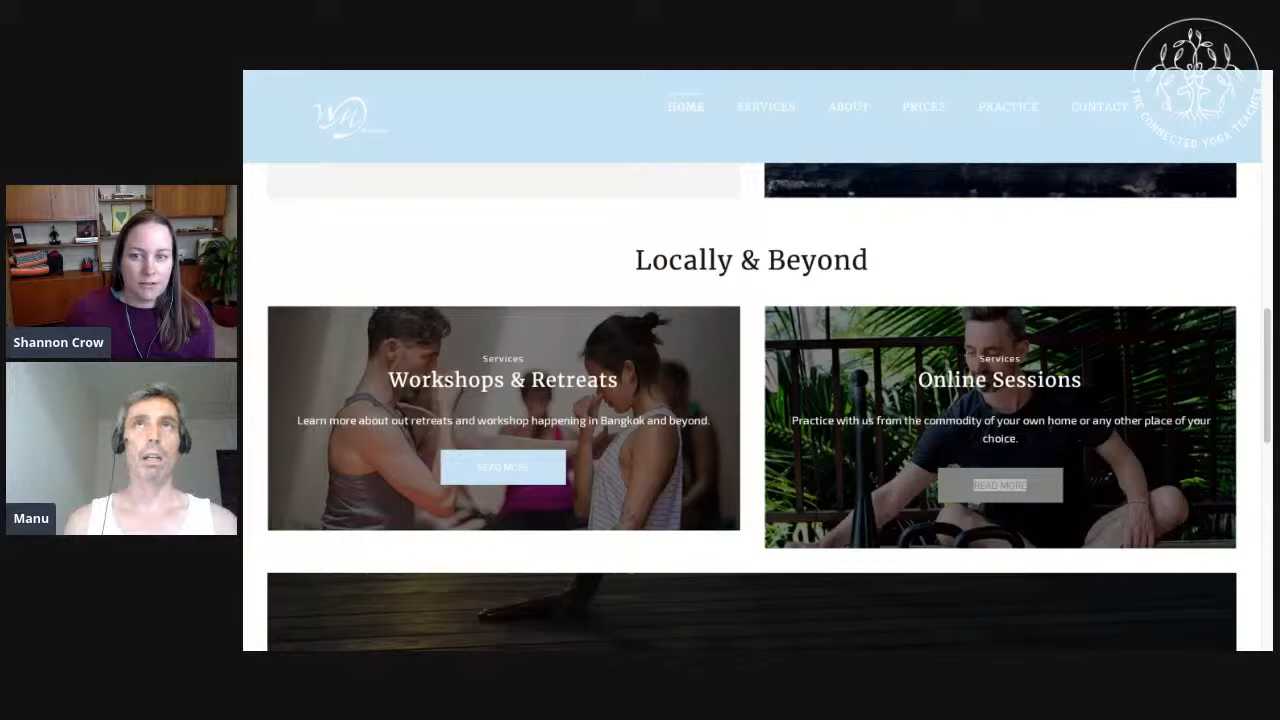 THE CONNECTED YOGA TEACHER
WM
HOME
SERVICES
ABOUT
PRICES
PRACTICE
CONTACT
Locally & Beyond
Services
Workshops & Retreats
Learn more about out retreats and workshop happening in Bangkok and beyond.
READ MORE
Services
Online Sessions
Practice with us from the commodity of your own home or any other place of your
choice.
READ MORE
Shannon Crow
Manu